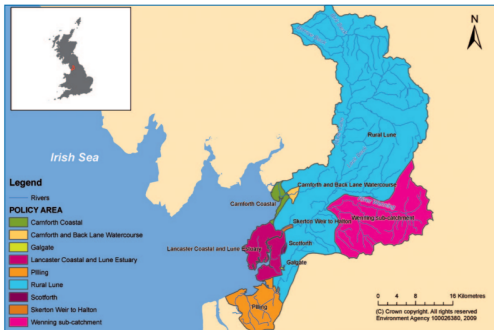 N
Rural Lune
Irish Sea
Carnforth and Back Lane Watercourse
Carnforth Coastal
Wenning sub-catchment
Skerton Weir to Halton
Lancaster Coastal and Lune Estuary
Scotforth
Galgate
Pilling
Legend
Rivers
POLICY AREA
Carnforth Coastal
Carnforth and Back Lane Watercourse
Galgate
Lancaster Coastal and Lune Estuary
Pilling
Rural Lune
Scotforth
Skerton Weir to Halton
Wenning sub-catchment
0 4 8 16 Kilometres
(C) Crown copyright. All rights reserved
Environment Agency 100026380, 2009